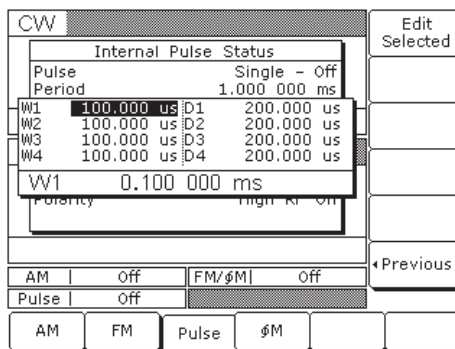 CW
Edit
Selected
Internal Pulse Status
Pulse Single - Off
Period 1.000 000 ms
W1 100.000 us D1 200.000 us
W2 100.000 us D2 200.000 us
W3 100.000 us D3 200.000 us
W4 100.000 us D4 200.000 us
W1 0.100 000 ms
Polarity High RF On
Previous
AM Off FM/ϕM Off
Pulse Off
AM FM Pulse ϕM